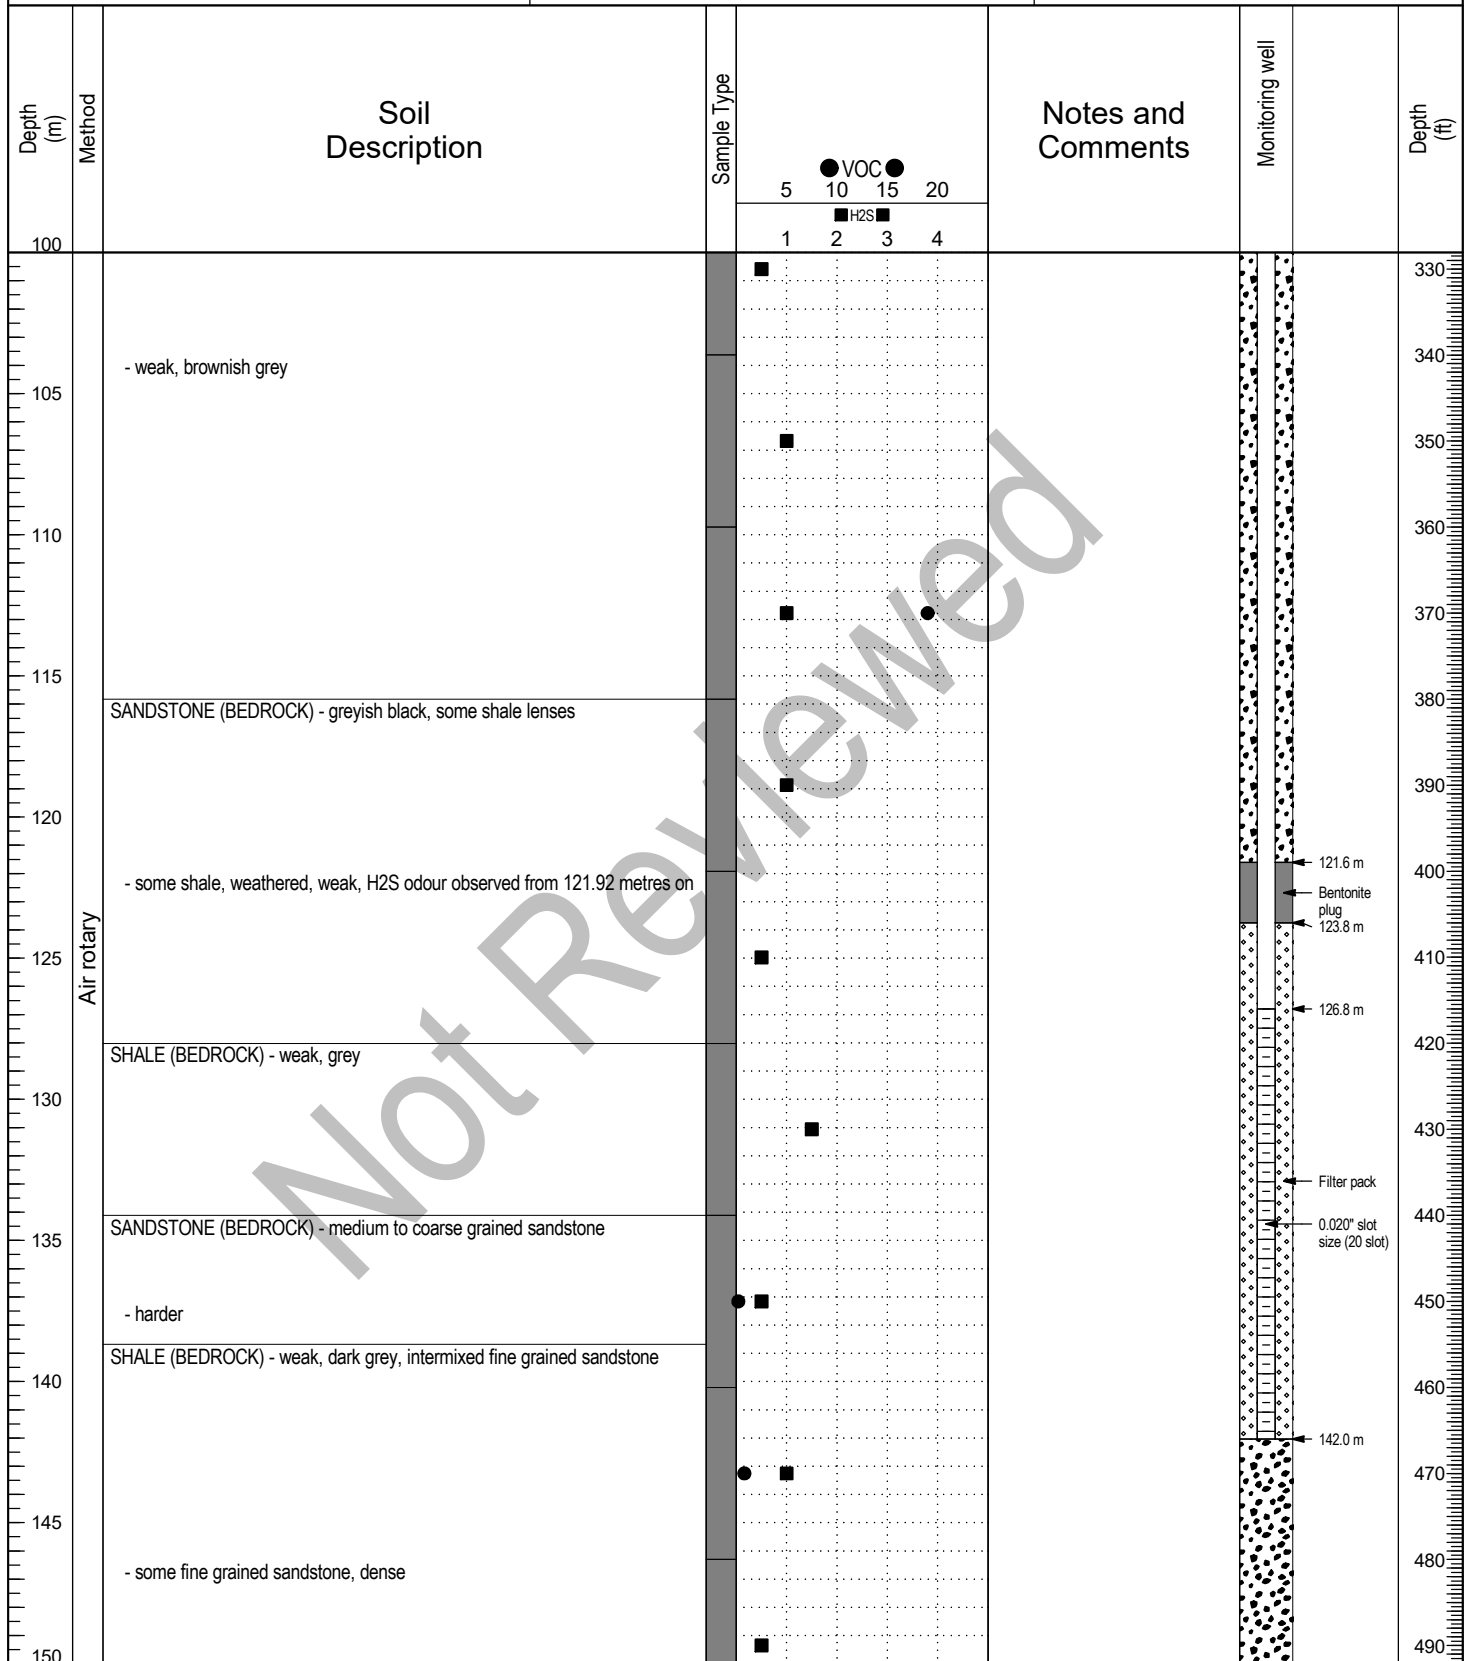 Depth
(m)
Method
Soil
Description
Sample Type
VOC
5 10 15 20
H2S
1 2 3 4
Notes and
Comments
Monitoring well
Depth
(ft)
100
330
340
- weak, brownish grey
105
350
110
360
370
115
380
SANDSTONE (BEDROCK) - greyish black, some shale lenses
390
120
121.6 m
400
- some shale, weathered, weak, H2S odour observed from 121.92 metres on
Bentonite
plug
123.8 m
Air rotary
125
410
126.8 m
420
SHALE (BEDROCK) - weak, grey
130
430
Filter pack
440
SANDSTONE (BEDROCK) - medium to coarse grained sandstone
0.020" slot
size (20 slot)
135
450
- harder
SHALE (BEDROCK) - weak, dark grey, intermixed fine grained sandstone
140
460
142.0 m
470
145
480
- some fine grained sandstone, dense
490
150
Not Reviewed